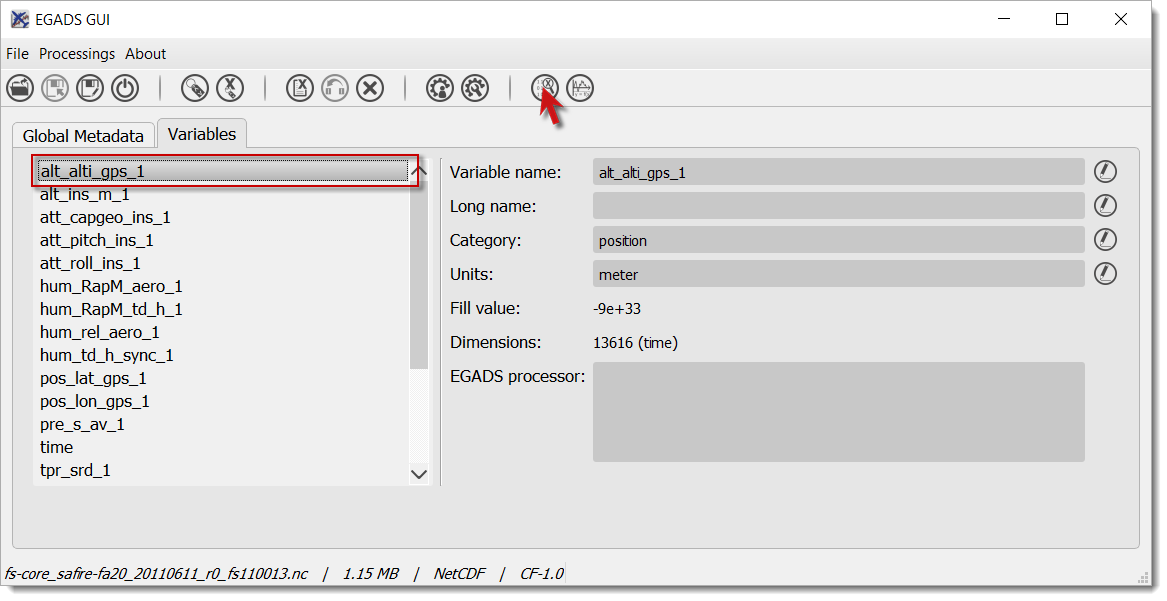 EGADS GUI
File Processings About
Global Metadata Variables
alt_alti_gps_1
alt_ins_m_1
att_capgeo_ins_1
att_pitch_ins_1
att_roll_ins_1
hum_RapM_aero_1
hum_RapM_td_h_1
hum_rel_aero_1
hum_td_h_sync_1
pos_lat_gps_1
pos_lon_gps_1
pre_s_av_1
time
tpr_srd_1
Variable name: alt_alti_gps_1
Long name:
Category: position
Units: meter
Fill value: -9e+33
Dimensions: 13616 (time)
EGADS processor:
fs-core_safire-fa20_20110611_r0_fs110013.nc | 1.15 MB | NetCDF | CF-1.0